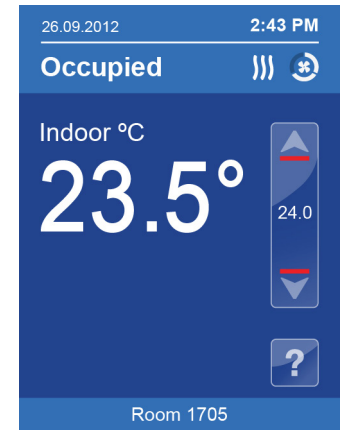 26.09.2012 2:43 PM
Occupied
Indoor ºC
23.5°
24.0
?
Room 1705